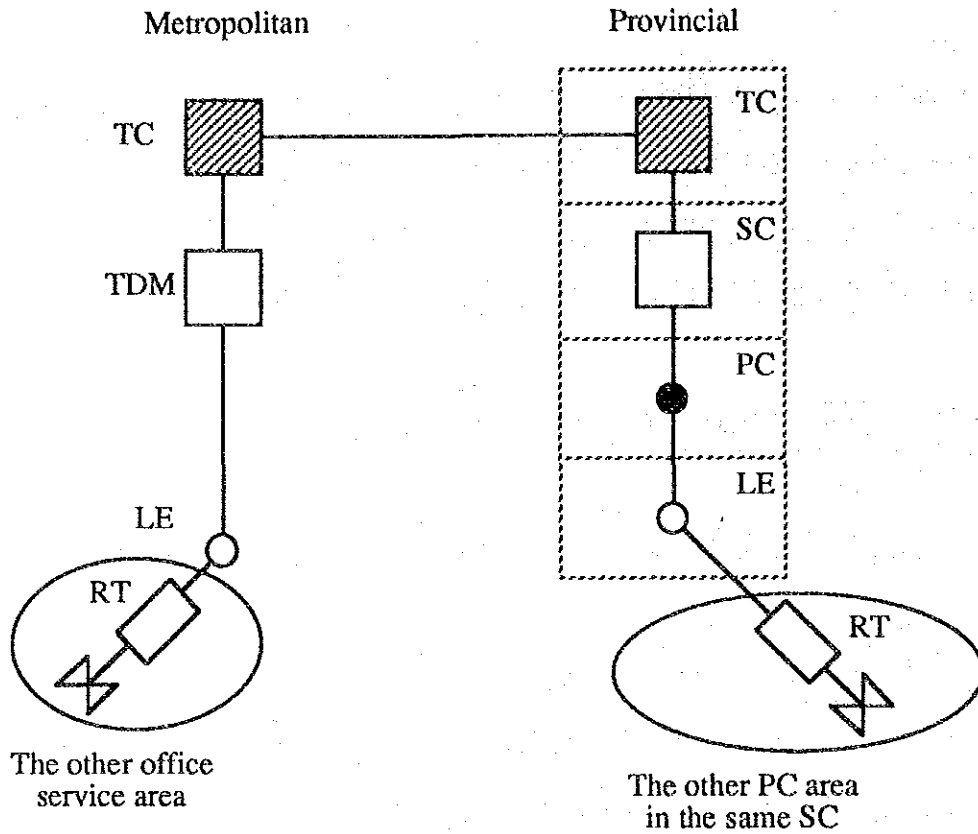 Metropolitan
Provincial
TC
TC
SC
TDM
PC
LE
LE
RT
RT
The other office
service area
The other PC area
in the same SC